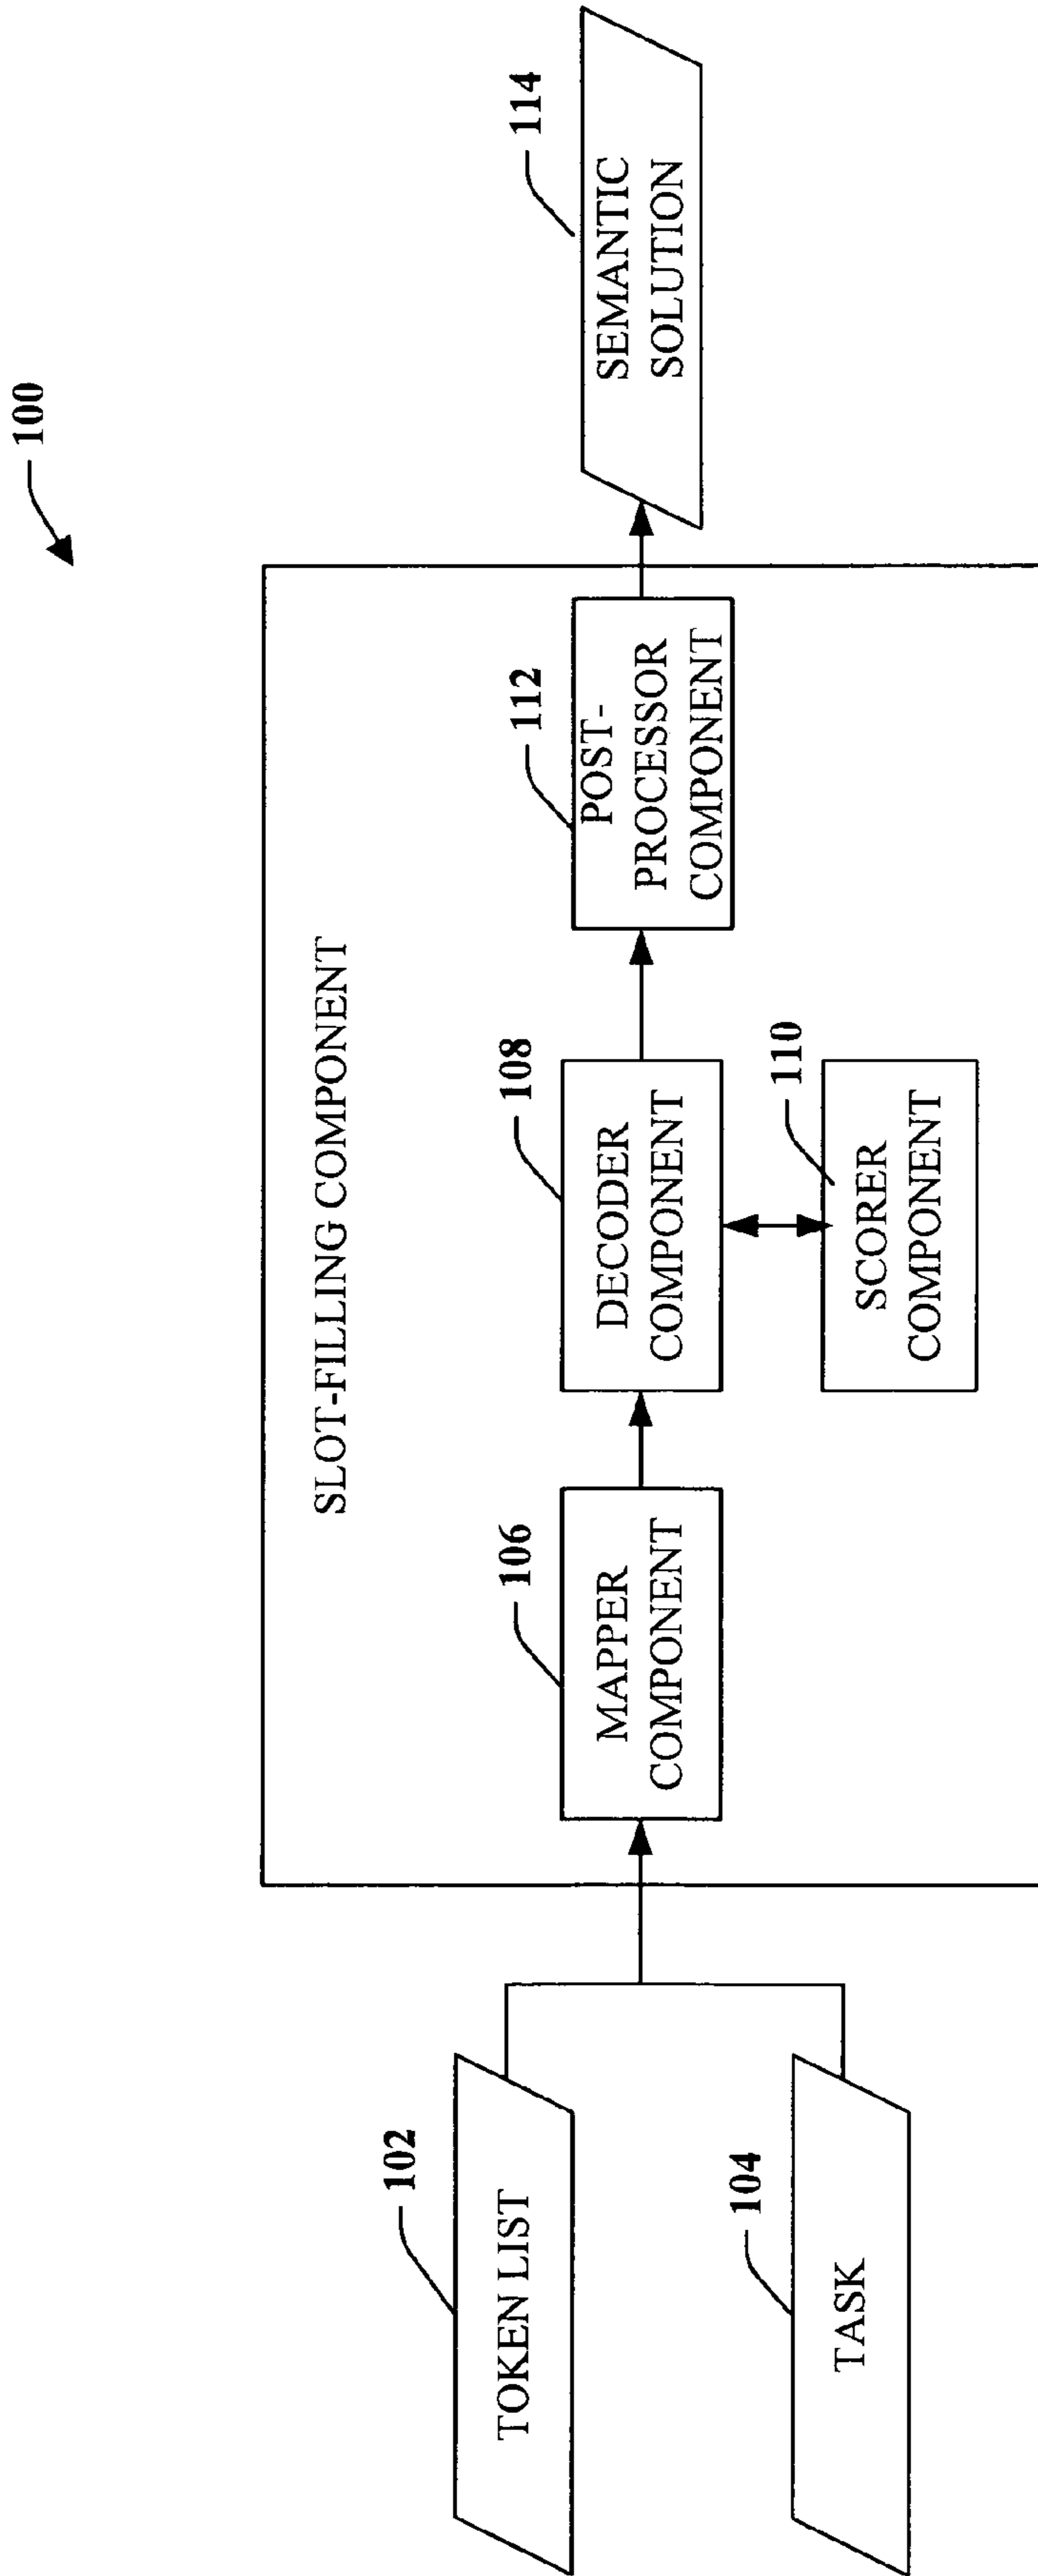 100
SLOT-FILLING COMPONENT
102
TOKEN LIST
104
TASK
106
MAPPER
COMPONENT
108
DECODER
COMPONENT
110
SCORER
COMPONENT
112
POST-
PROCESSOR
COMPONENT
114
SEMANTIC
SOLUTION